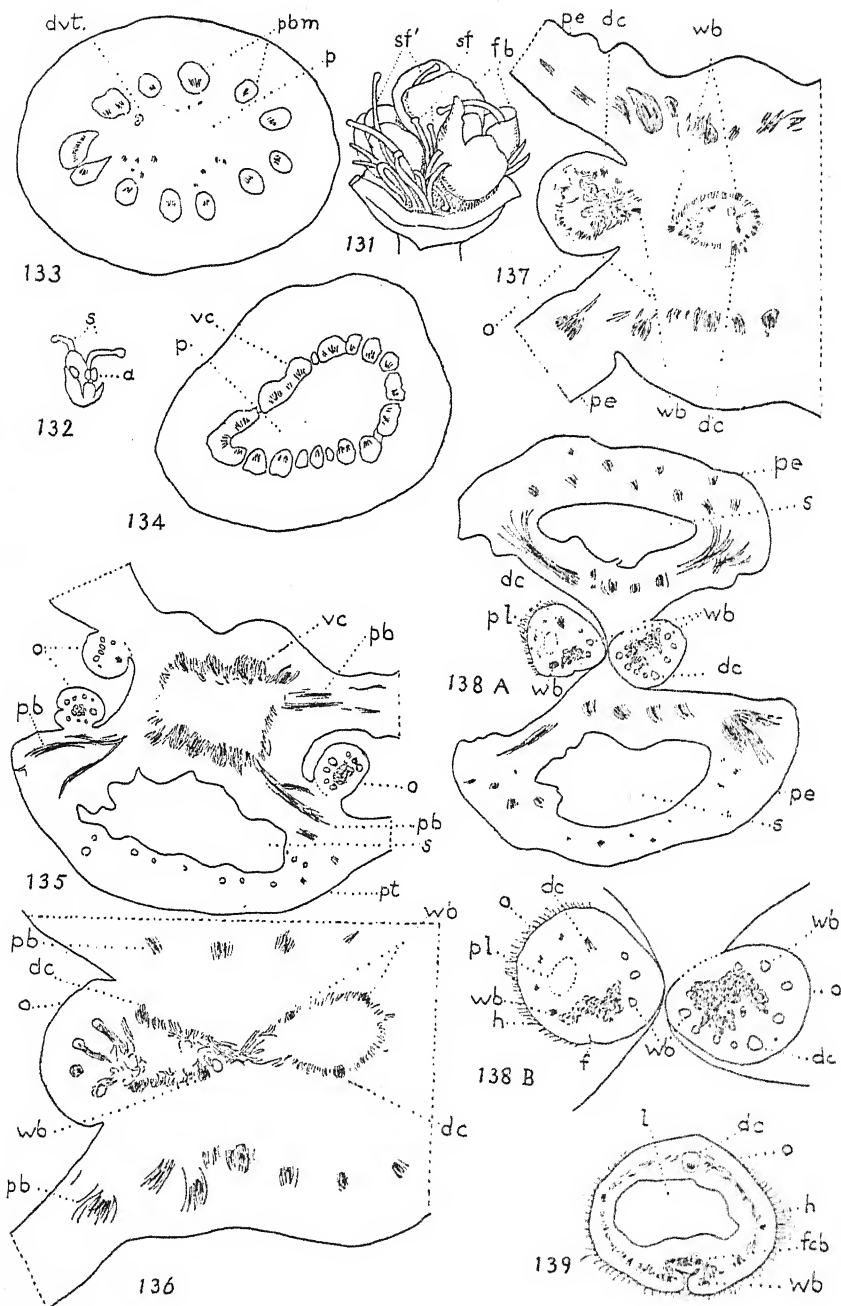 dvt.
pbm
p
133
sf'
sf
fb
131
pe
dc
wb
137
o
pe
wb
dc
s
a
132
vc
p
134
pe
s
dc
pl
wb
wb
dc
138 A
pe
s
o
vc
pb
pb
o
pb
s
pt
135
wb
pb
dc
o
wb
dc
pb
136
o
dc
pl
wb
h
f
wb
wb
o
dc
138 B
l
dc
o
h
fcb
wb
139